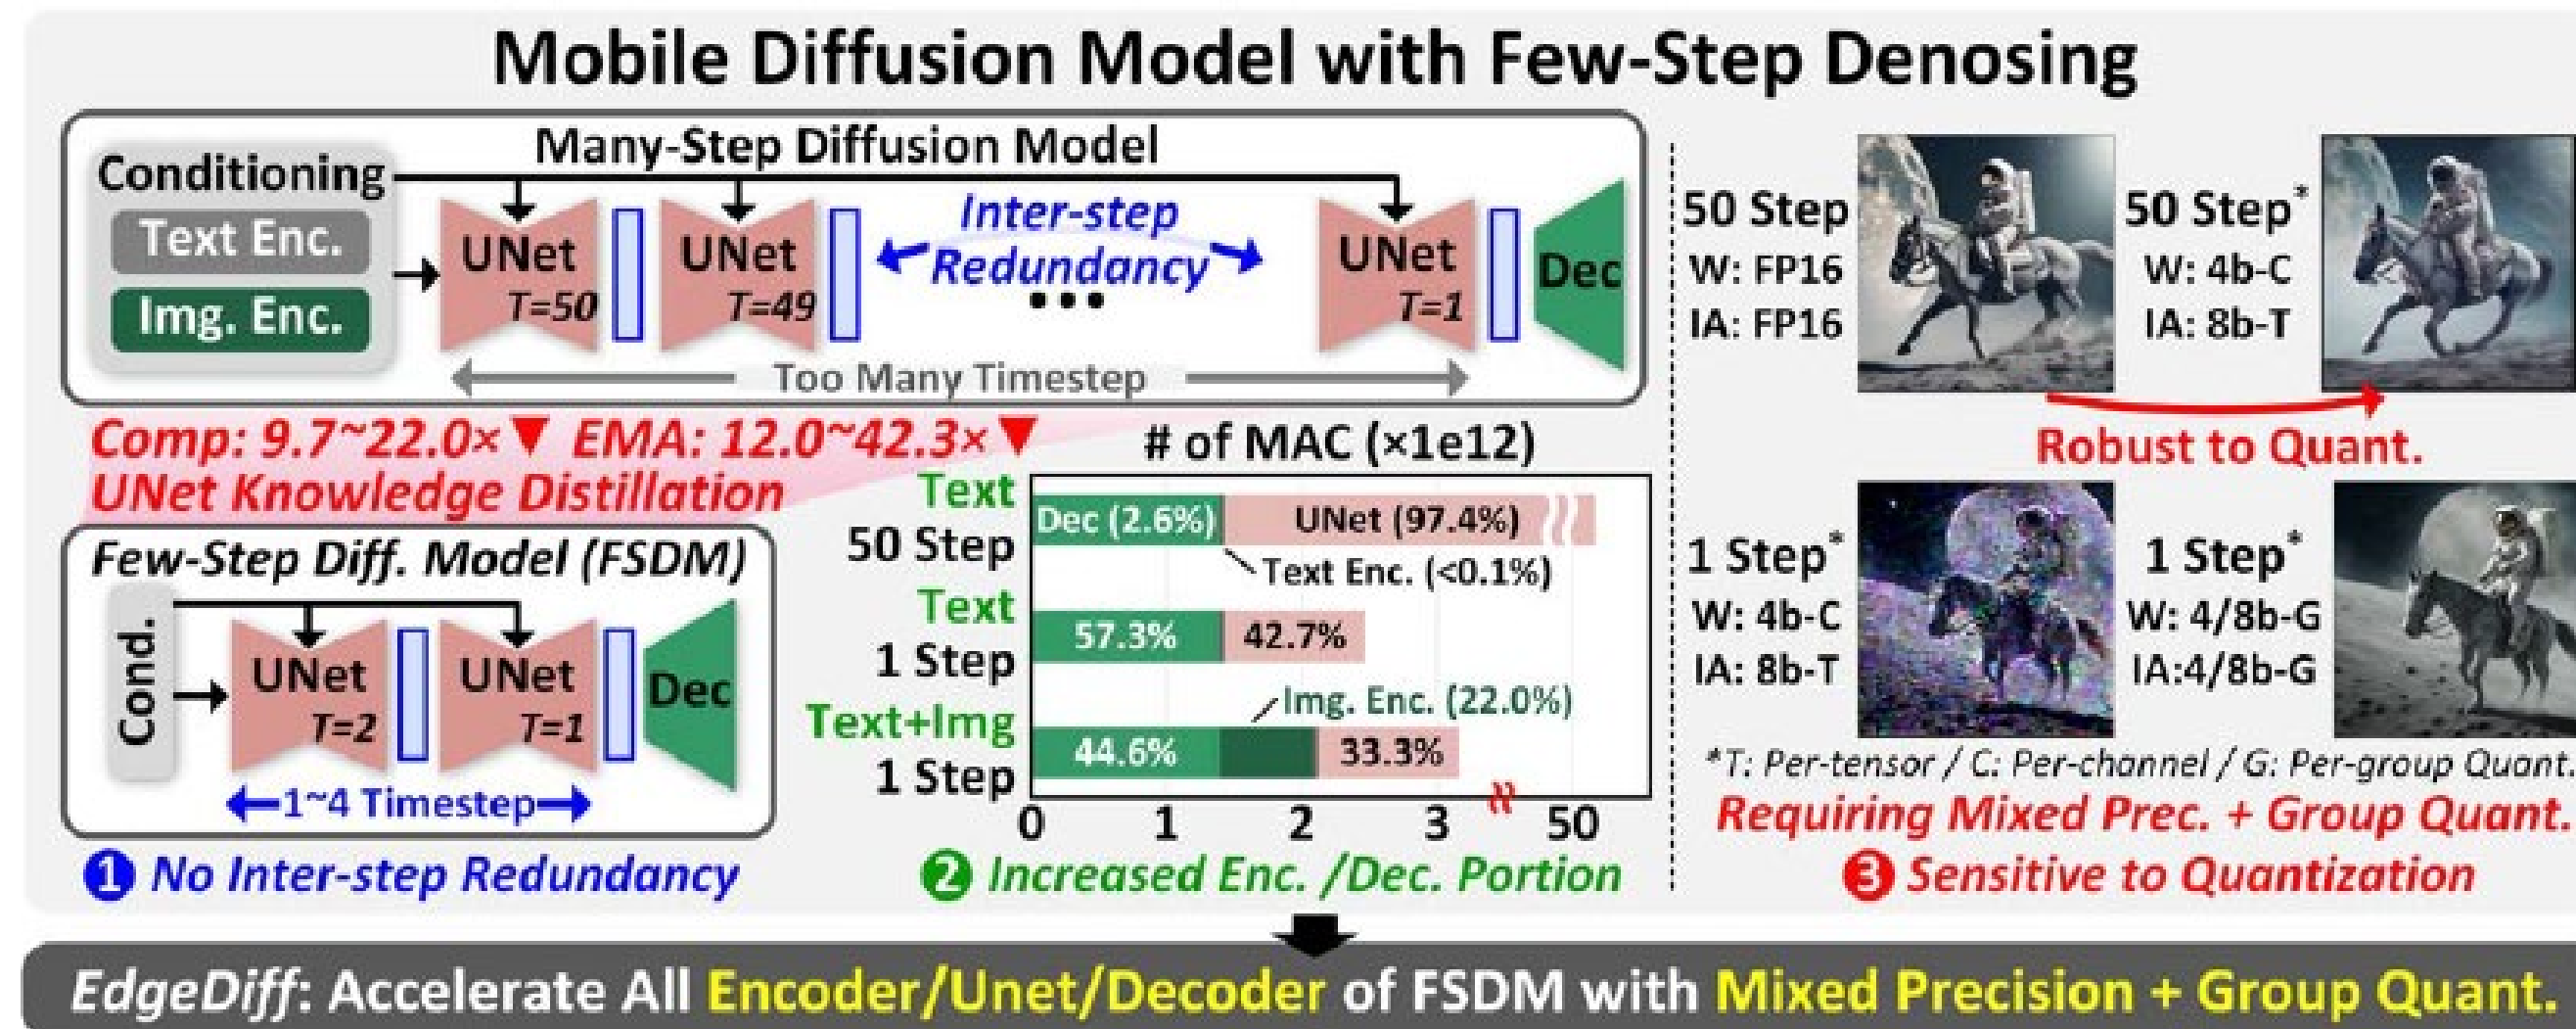 Mobile Diffusion Model with Few-Step Denosing
Many-Step Diffusion Model
Conditioning
Text Enc.
Img. Enc.
UNet
T=50
UNet
T=49
Inter-step
Redundancy
•••
UNet
T=1
Dec
Too Many Timestep
Comp: 9.7~22.0×▼ EMA: 12.0~42.3×▼
UNet Knowledge Distillation
Few-Step Diff. Model (FSDM)
Cond.
UNet
T=2
UNet
T=1
Dec
1~4 Timestep
1 No Inter-step Redundancy
# of MAC (×1e12)
Text
50 Step
Dec (2.6%)
UNet (97.4%)
Text Enc. (<0.1%)
Text
1 Step
57.3%
42.7%
Img. Enc. (22.0%)
Text+Img
1 Step
44.6%
33.3%
0 1 2 3 50
2 Increased Enc. /Dec. Portion
50 Step
W: FP16
IA: FP16
50 Step*
W: 4b-C
IA: 8b-T
Robust to Quant.
1 Step*
W: 4b-C
IA: 8b-T
1 Step*
W: 4/8b-G
IA:4/8b-G
*T: Per-tensor / C: Per-channel / G: Per-group Quant.
Requiring Mixed Prec. + Group Quant.
3 Sensitive to Quantization
EdgeDiff: Accelerate All Encoder/Unet/Decoder of FSDM with Mixed Precision + Group Quant.